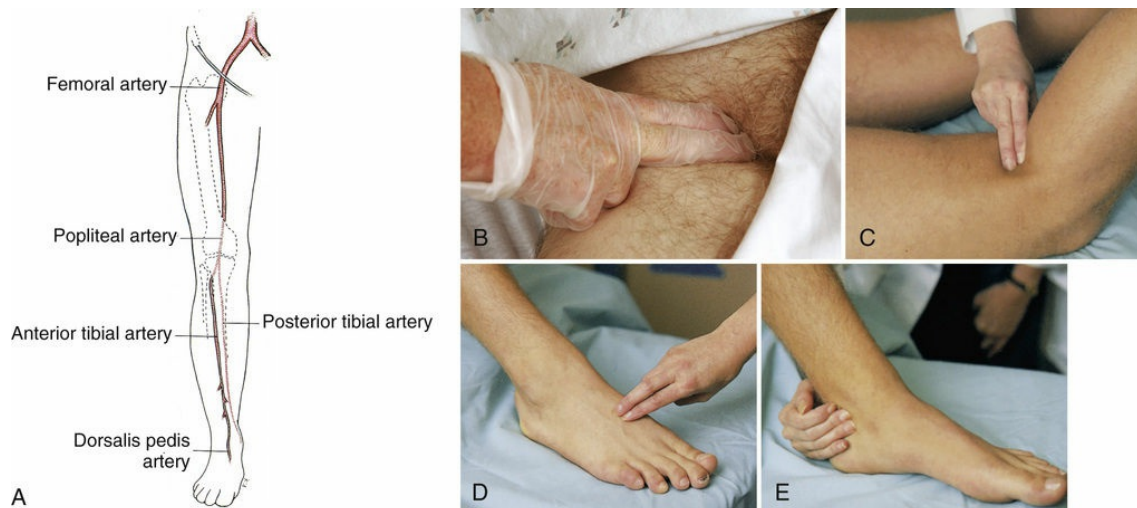 Femoral artery
Popliteal artery
Anterior tibial artery
Posterior tibial artery
Dorsalis pedis
artery
A
B
C
D
E